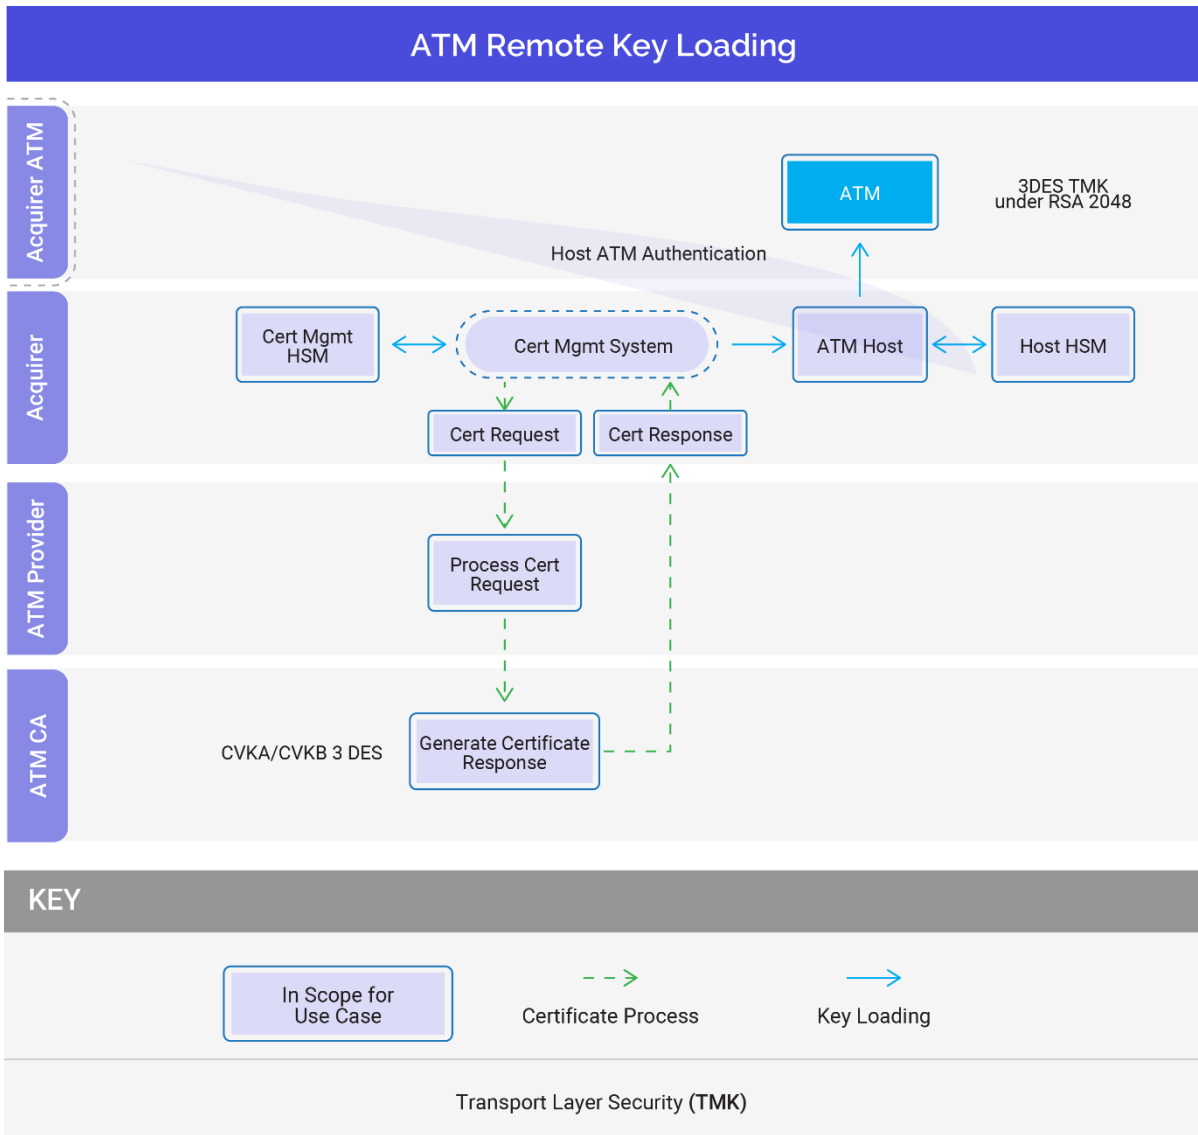 ATM Remote Key Loading
Acquirer ATM
ATM
3DES TMK
under RSA 2048
Host ATM Authentication
Acquirer
Cert Mgmt
HSM
Cert Mgmt System
ATM Host
Host HSM
Cert Request
Cert Response
ATM Provider
Process Cert
Request
ATM CA
CVKA/CVKB 3 DES
Generate Certificate
Response
KEY
In Scope for
Use Case
Certificate Process
Key Loading
Transport Layer Security (TMK)